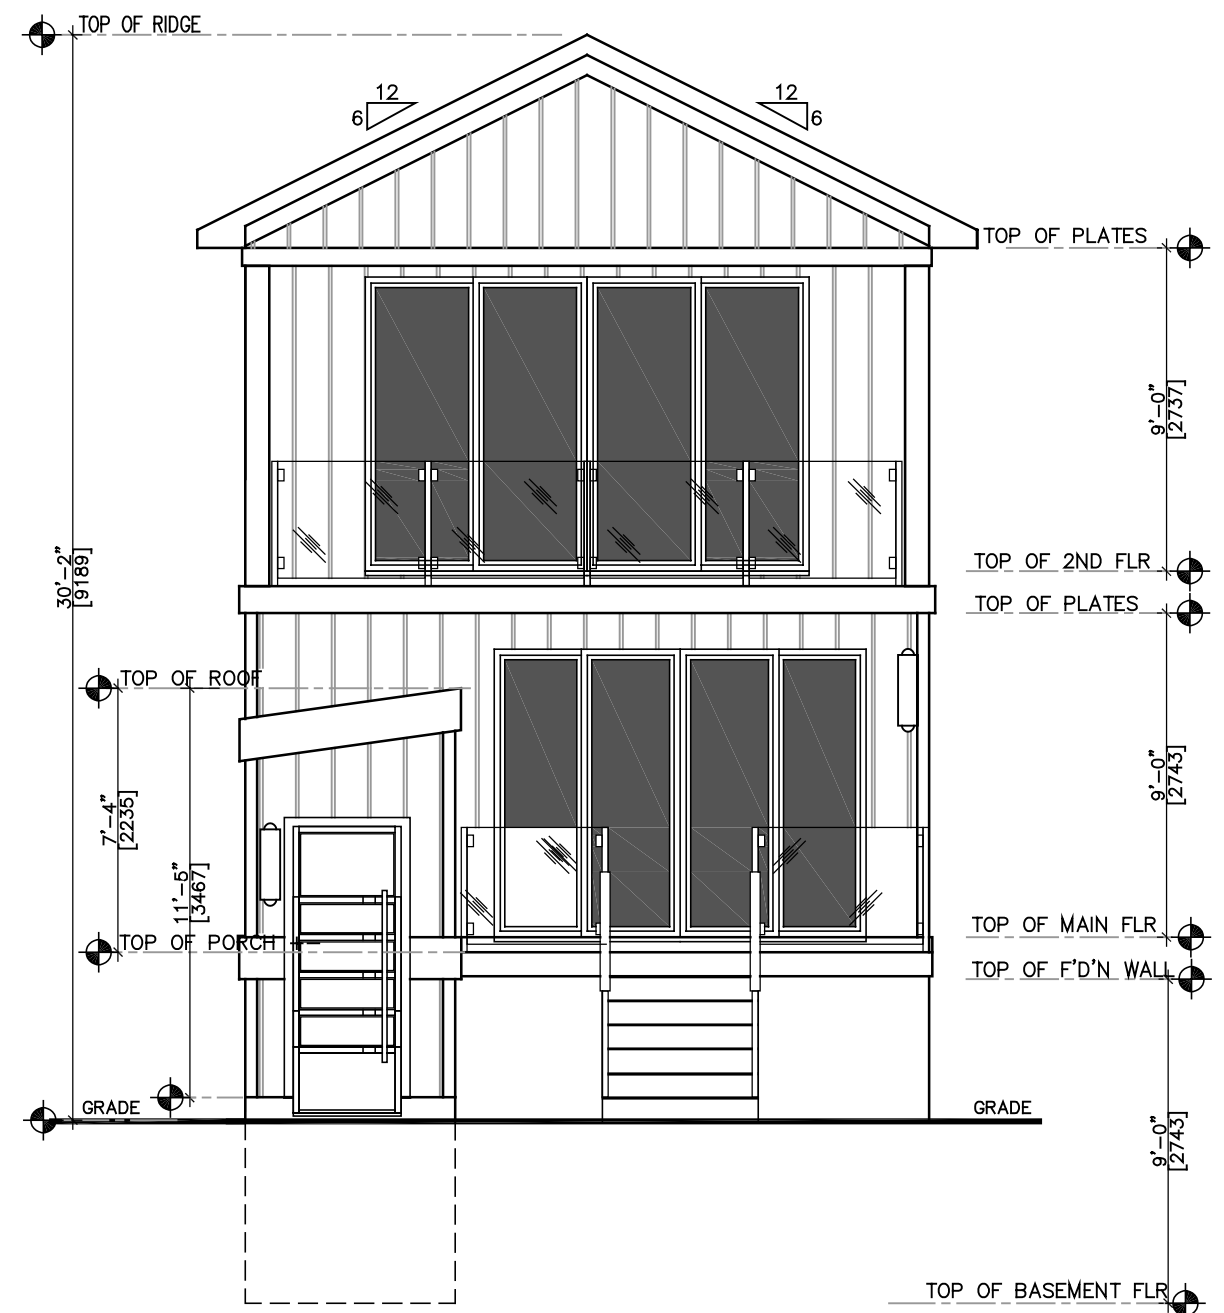 TOP OF RIDGE
12
6
12
6
TOP OF PLATES
9'-0"
[2737]
30'-2"
[9189]
TOP OF 2ND FLR
TOP OF PLATES
TOP OF ROOF
7'-4"
[2235]
9'-0"
[2743]
11'-5"
[3467]
TOP OF MAIN FLR
TOP OF PORCH
TOP OF F'D'N WALL
GRADE
GRADE
9'-0"
[2743]
TOP OF BASEMENT FLR